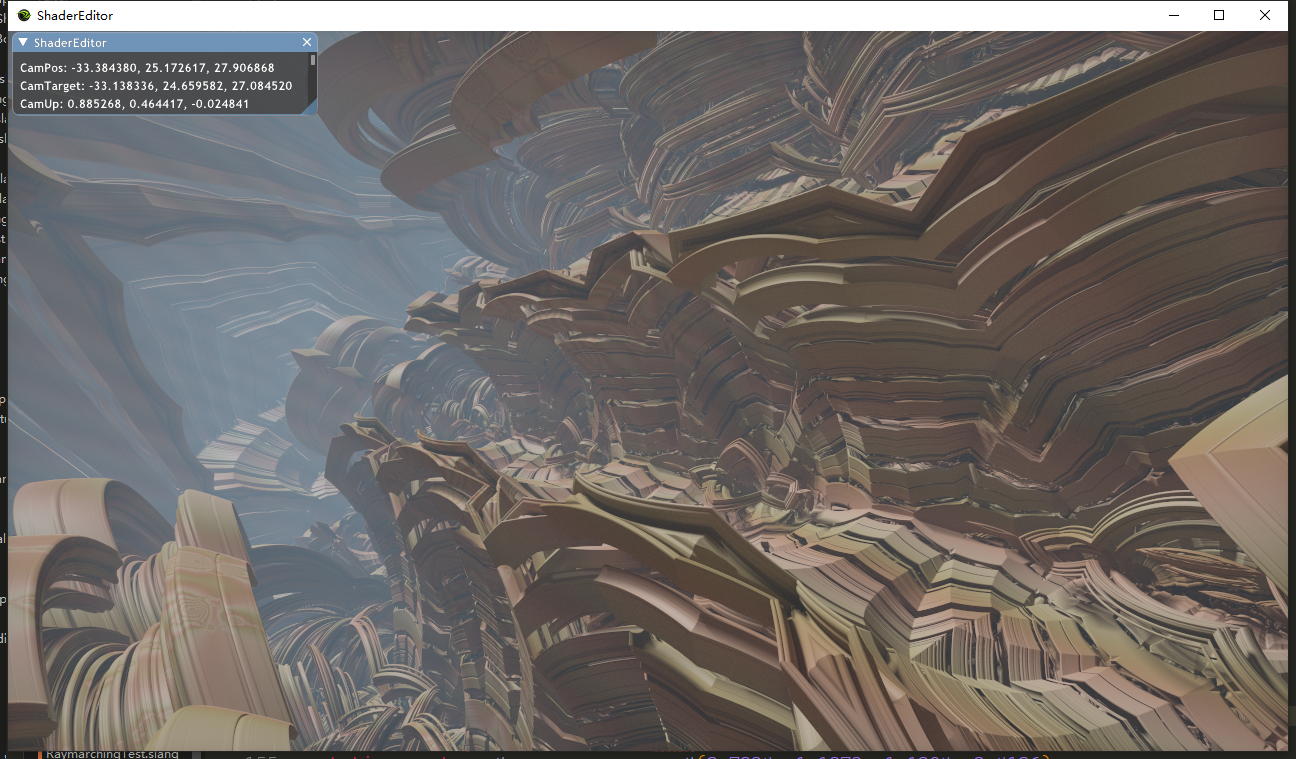 ShaderEditor
ShaderEditor
CamPos: -33.384380, 25.172617, 27.906868
CamTarget: -33.138336, 24.659582, 27.084520
CamUp: 0.885268, 0.464417, -0.024841
RaymarchingTest.slang